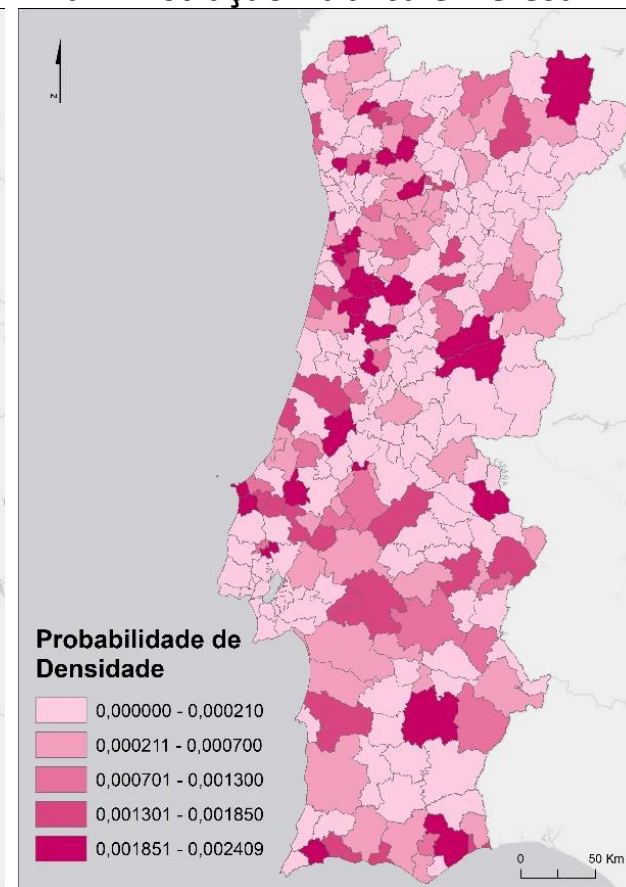 z
Probabilidade de
Densidade
0,000000 - 0,000210
0,000211 - 0,000700
0,000701 - 0,001300
0,001301 - 0,001850
0,001851 - 0,002409
0 50 Km